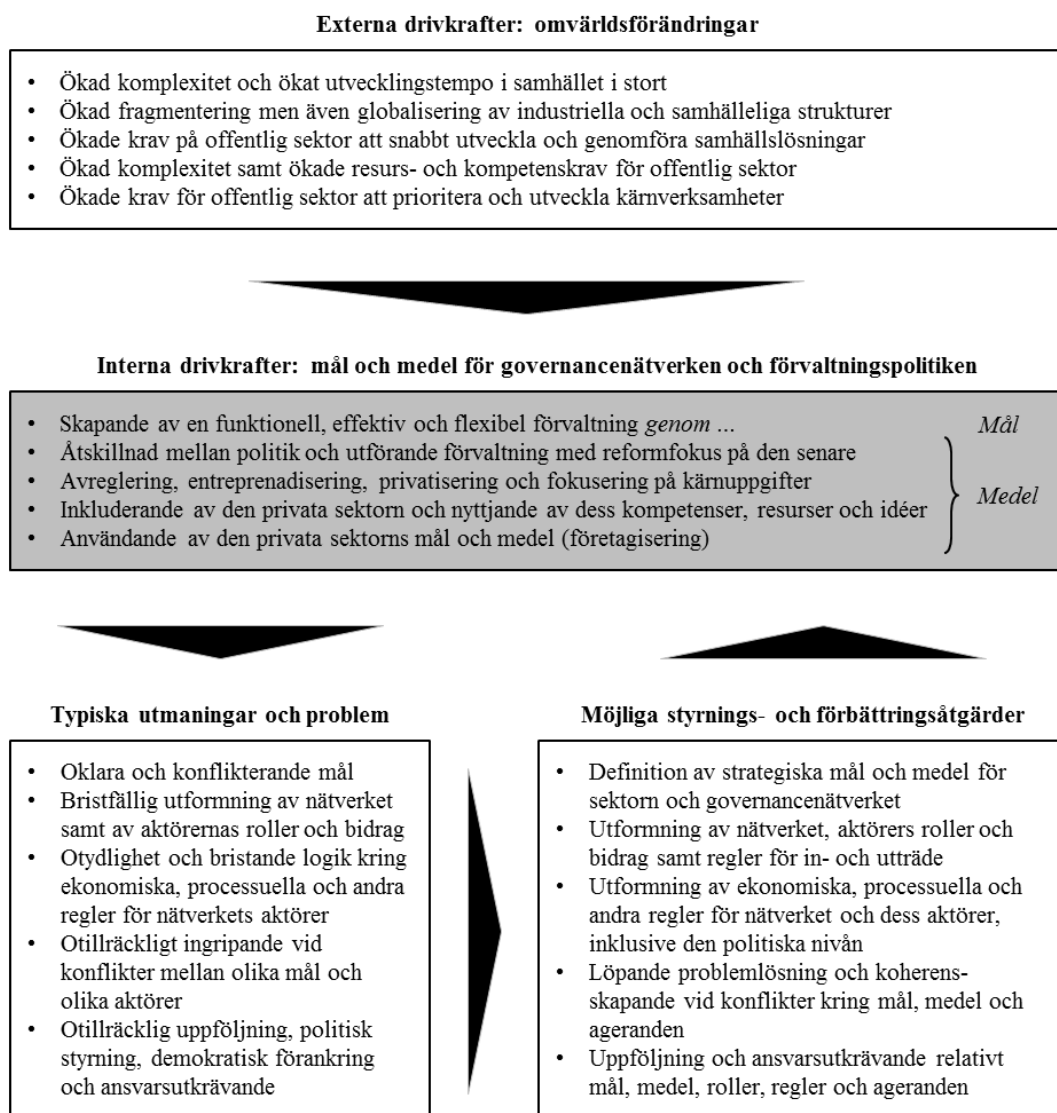 Externa drivkrafter: omvärldsförändringar
• Ökad komplexitet och ökat utvecklingstempo i samhället i stort
• Ökad fragmentering men även globalisering av industriella och samhälleliga strukturer
• Ökade krav på offentlig sektor att snabbt utveckla och genomföra samhällslösningar
• Ökad komplexitet samt ökade resurs- och kompetenskrav för offentlig sektor
• Ökade krav för offentlig sektor att prioritera och utveckla kärnverksamheter
Interna drivkrafter: mål och medel för governancenätverken och förvaltningspolitiken
• Skapande av en funktionell, effektiv och flexibel förvaltning genom ... Mål
• Åtskillnad mellan politik och utförande förvaltning med reformfokus på den senare
• Avreglering, entreprenadisering, privatisering och fokusering på kärnuppgifter
• Inkluderande av den privata sektorn och nyttjande av dess kompetenser, resurser och idéer
• Användande av den privata sektorns mål och medel (företagisering)
Medel
Typiska utmaningar och problem
• Oklara och konflikterande mål
• Bristfällig utformning av nätverket
samt av aktörernas roller och bidrag
• Otydlighet och bristande logik kring
ekonomiska, processuella och andra
regler för nätverkets aktörer
• Otillräckligt ingripande vid
konflikter mellan olika mål och
olika aktörer
• Otillräcklig uppföljning, politisk
styrning, demokratisk förankring
och ansvarsutkrävande
Möjliga styrnings- och förbättringsåtgärder
• Definition av strategiska mål och medel för
sektorn och governancenätverket
• Utformning av nätverket, aktörers roller och
bidrag samt regler för in- och utträde
• Utformning av ekonomiska, processuella och
andra regler för nätverket och dess aktörer,
inklusive den politiska nivån
• Löpande problemlösning och koherens-
skapande vid konflikter kring mål, medel och
ageranden
• Uppföljning och ansvarsutkrävande relativt
mål, medel, roller, regler och ageranden